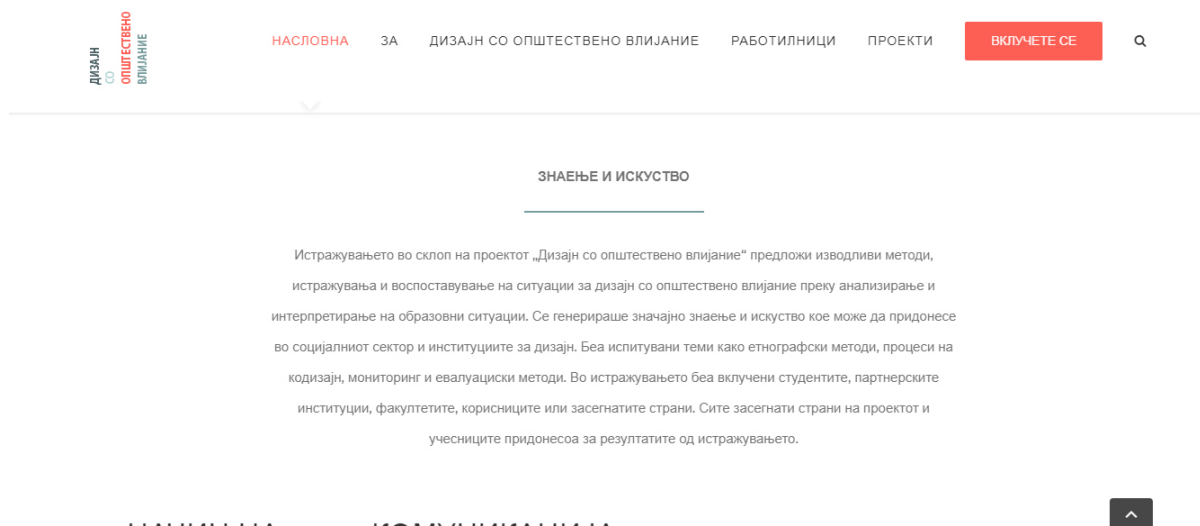 ДИЗАЈН
СО
ОПШТЕСТВЕНО
ВЛИЈАНИЕ
НАСЛОВНА ЗА ДИЗАЈН СО ОПШТЕСТВЕНО ВЛИЈАНИЕ РАБОТИЛНИЦИ ПРОЕКТИ ВКЛУЧЕТЕ СЕ
ЗНАЕЊЕ И ИСКУСТВО
Истражувањето во склоп на проектот „Дизајн со општествено влијание“ предложи изводливи методи,
истражувања и воспоставување на ситуации за дизајн со општествено влијание преку анализирање и
интерпретирање на образовни ситуации. Се генерираше значајно знаење и искуство кое може да придонесе
во социјалниот сектор и институциите за дизајн. Беа испитувани теми како етнографски методи, процеси на
кодизајн, мониторинг и евалуациски методи. Во истражувањето беа вклучени студентите, партнерските
институции, факултетите, корисниците или засегнатите страни. Сите засегнати страни на проектот и
учесниците придонесоа за резултатите од истражувањето.